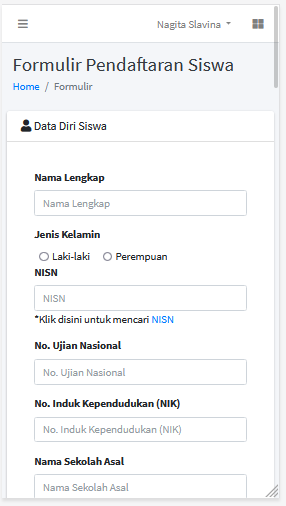 Nagita Slavina
Formulir Pendaftaran Siswa
Home / Formulir
Data Diri Siswa
Nama Lengkap
Nama Lengkap
Jenis Kelamin
Laki-laki Perempuan
NISN
NISN
*Klik disini untuk mencari NISN
No. Ujian Nasional
No. Ujian Nasional
No. Induk Kependudukan (NIK)
No. Induk Kependudukan (NIK)
Nama Sekolah Asal
Nama Sekolah Asal